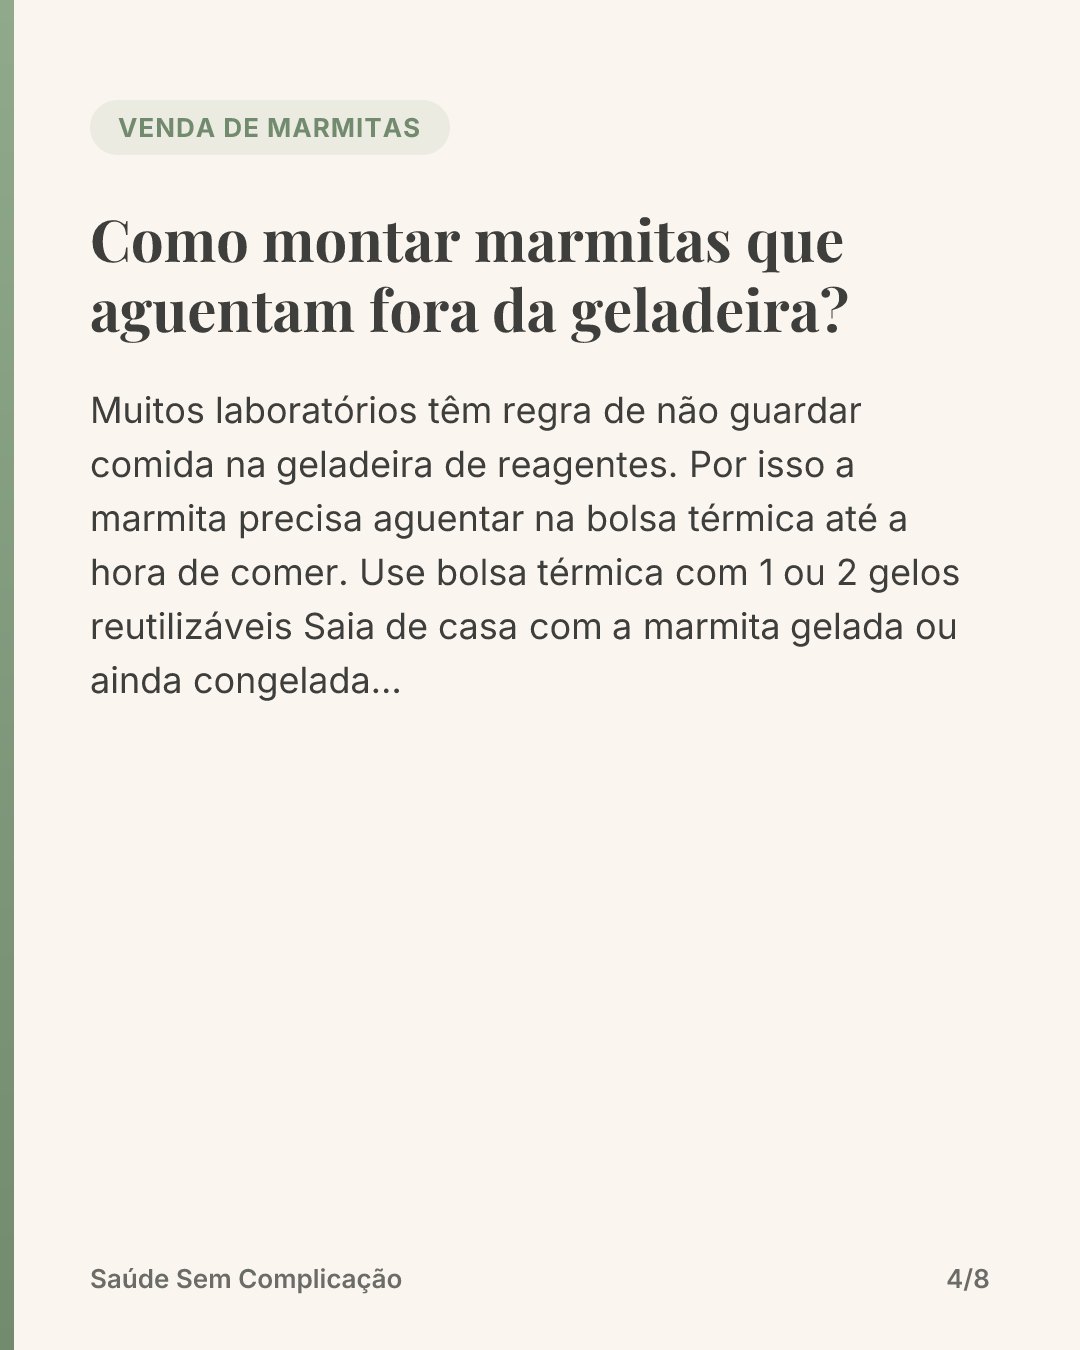 VENDA DE MARMITAS
Como montar marmitas que
aguentam fora da geladeira?
Muitos laboratórios têm regra de não guardar
comida na geladeira de reagentes. Por isso a
marmita precisa aguentar na bolsa térmica até a
hora de comer. Use bolsa térmica com 1 ou 2 gelos
reutilizáveis Saia de casa com a marmita gelada ou
ainda congelada...
Saúde Sem Complicação
4/8